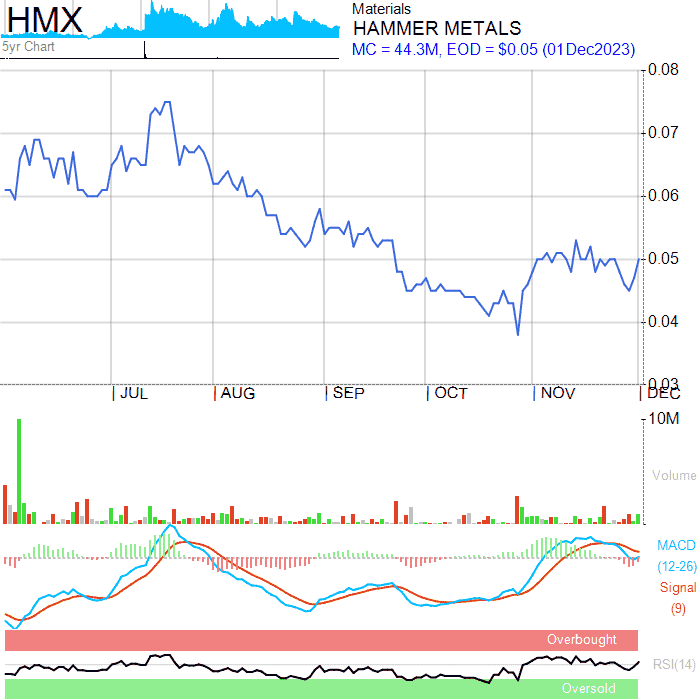 HMX
5yr Chart
Materials
HAMMER METALS
MC = 44.3M, EOD = $0.05 (01Dec2023)
0.08
0.07
0.06
0.05
0.04
0.03
JUL AUG SEP OCT NOV DEC
10M
Volume
MACD
(12-26)
Signal
(9)
Overbought
RSI(14)
Oversold